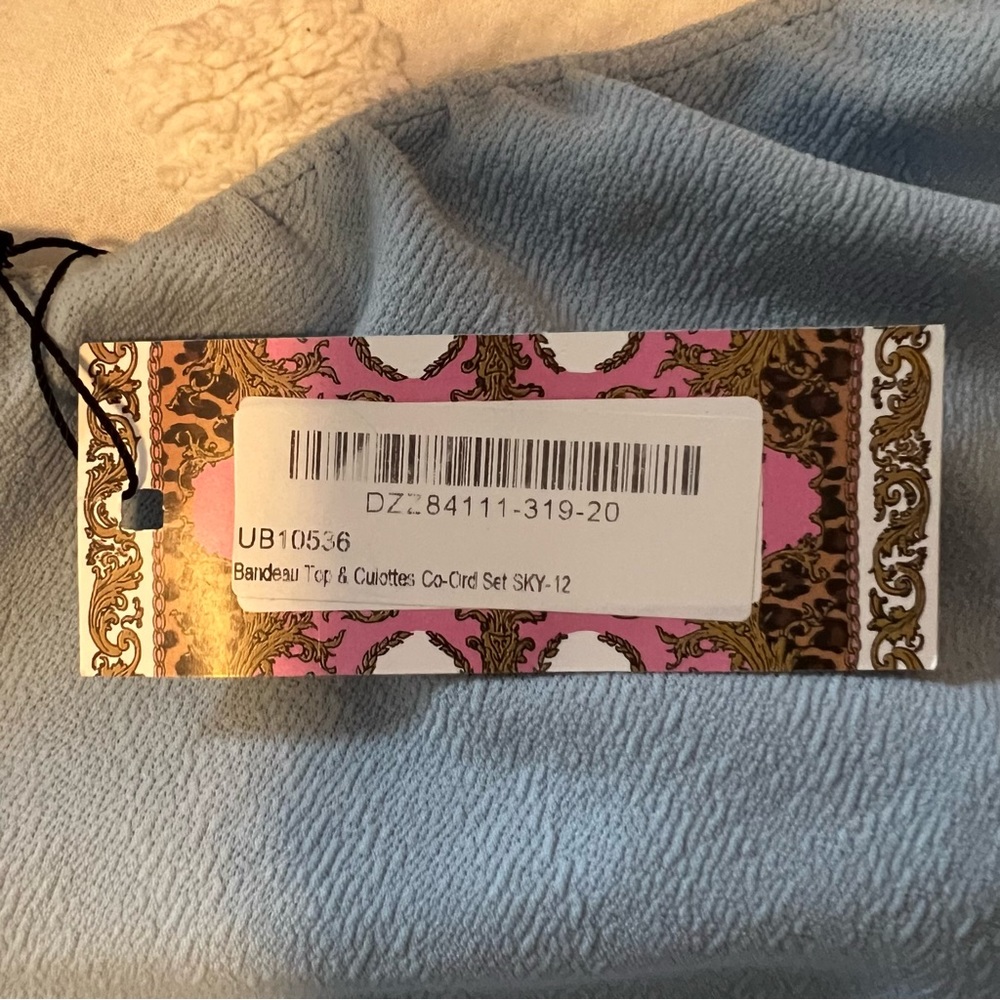 DZZ84111-319-20
UB10536
Bandeau Top & Culottes Co-Ord Set SKY-12